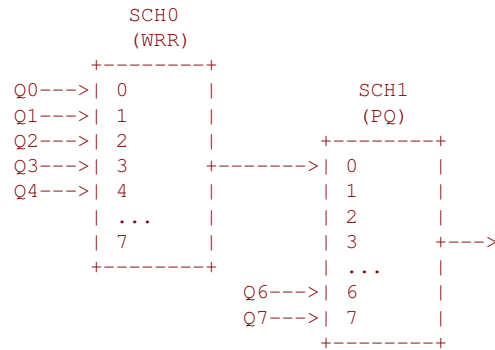 SCH0
               (WRR)
            +--------+
     Q0--->| 0      |
     Q1--->| 1      |            SCH1
     Q2--->| 2      |            (PQ)
     Q3--->| 3      |         +--------+
     Q4--->| 4      +------->| 0      |
            | ...    |         | 1      |
            | 7      |         | 2      |
            +--------+         | 3      +--->
                               | ...    |
                        Q6--->| 6      |
                        Q7--->| 7      |
                               +--------+